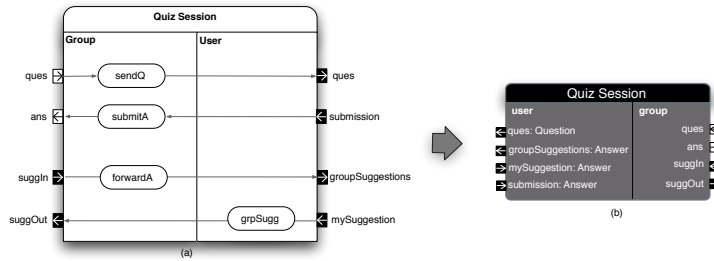 Quiz Session
Group
User
ques
sendQ
ques
ans
submitA
submission
suggIn
forwardA
groupSuggestions
suggOut
grpSugg
mySuggestion
(a)
Quiz Session
user
group
ques: Question
ques
groupSuggestions: Answer
ans
mySuggestion: Answer
suggIn
submission: Answer
suggOut
(b)